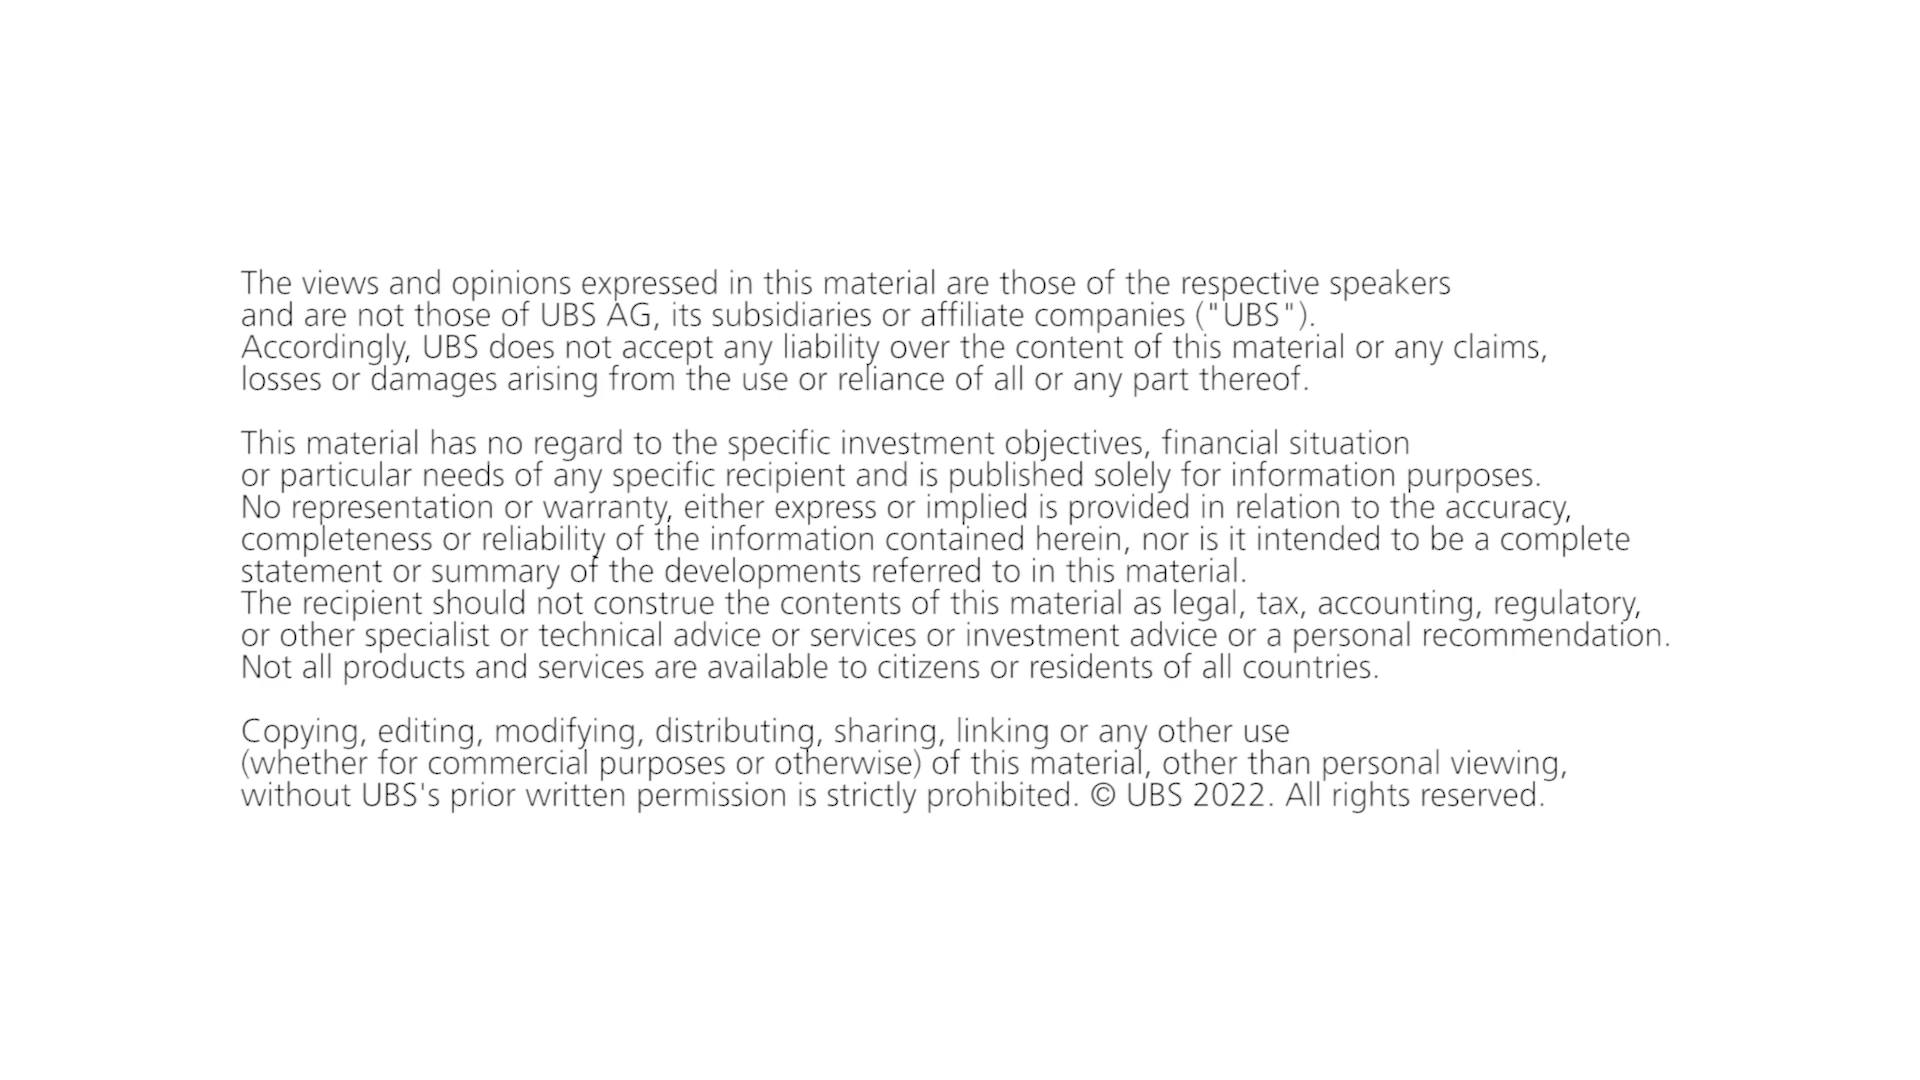 The views and opinions expressed in this material are those of the respective speakers
and are not those of UBS AG, its subsidiaries or affiliate companies ("UBS").
Accordingly, UBS does not accept any liability over the content of this material or any claims,
losses or damages arising from the use or reliance of all or any part thereof.
This material has no regard to the specific investment objectives, financial situation
or particular needs of any specific recipient and is published solely for information purposes.
No representation or warranty, either express or implied is provided in relation to the accuracy,
completeness or reliability of the information contained herein, nor is it intended to be a complete
statement or summary of the developments referred to in this material.
The recipient should not construe the contents of this material as legal, tax, accounting, regulatory,
or other specialist or technical advice or services or investment advice or a personal recommendation.
Not all products and services are available to citizens or residents of all countries.
Copying, editing, modifying, distributing, sharing, linking or any other use
(whether for commercial purposes or otherwise) of this material, other than personal viewing,
without UBS's prior written permission is strictly prohibited. © UBS 2022. All rights reserved.